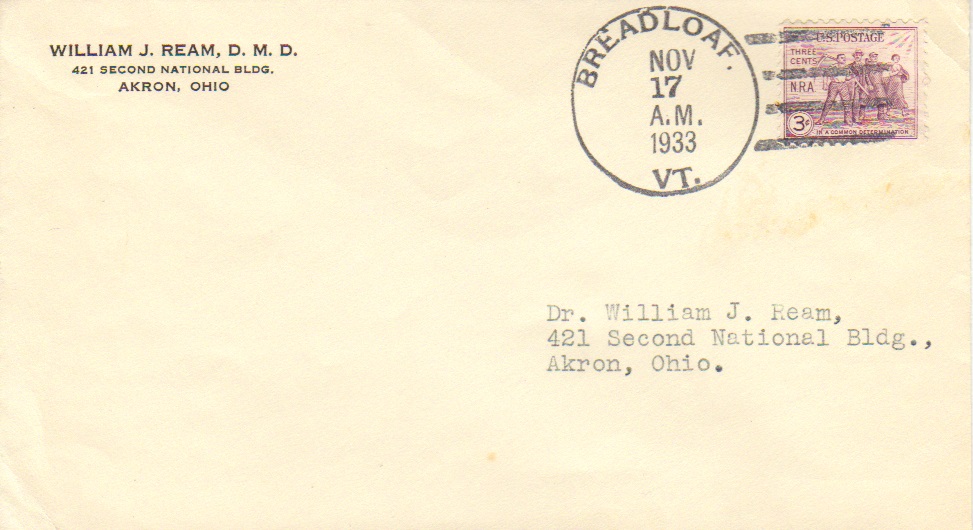 WILLIAM J. REAM, D. M. D.
421 SECOND NATIONAL BLDG.
AKRON, OHIO
BREADLOAF.
NOV
17
A.M.
1933
VT.
U.S. POSTAGE
THREE
CENTS
NRA
3¢
IN A COMMON DETERMINATION
Dr. William J. Ream,
421 Second National Bldg.,
Akron, Ohio.